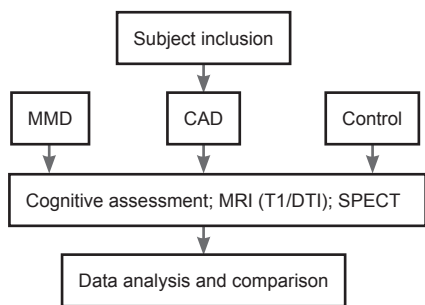 Subject inclusion
MMD
CAD
Control
Cognitive assessment; MRI (T1/DTI); SPECT
Data analysis and comparison